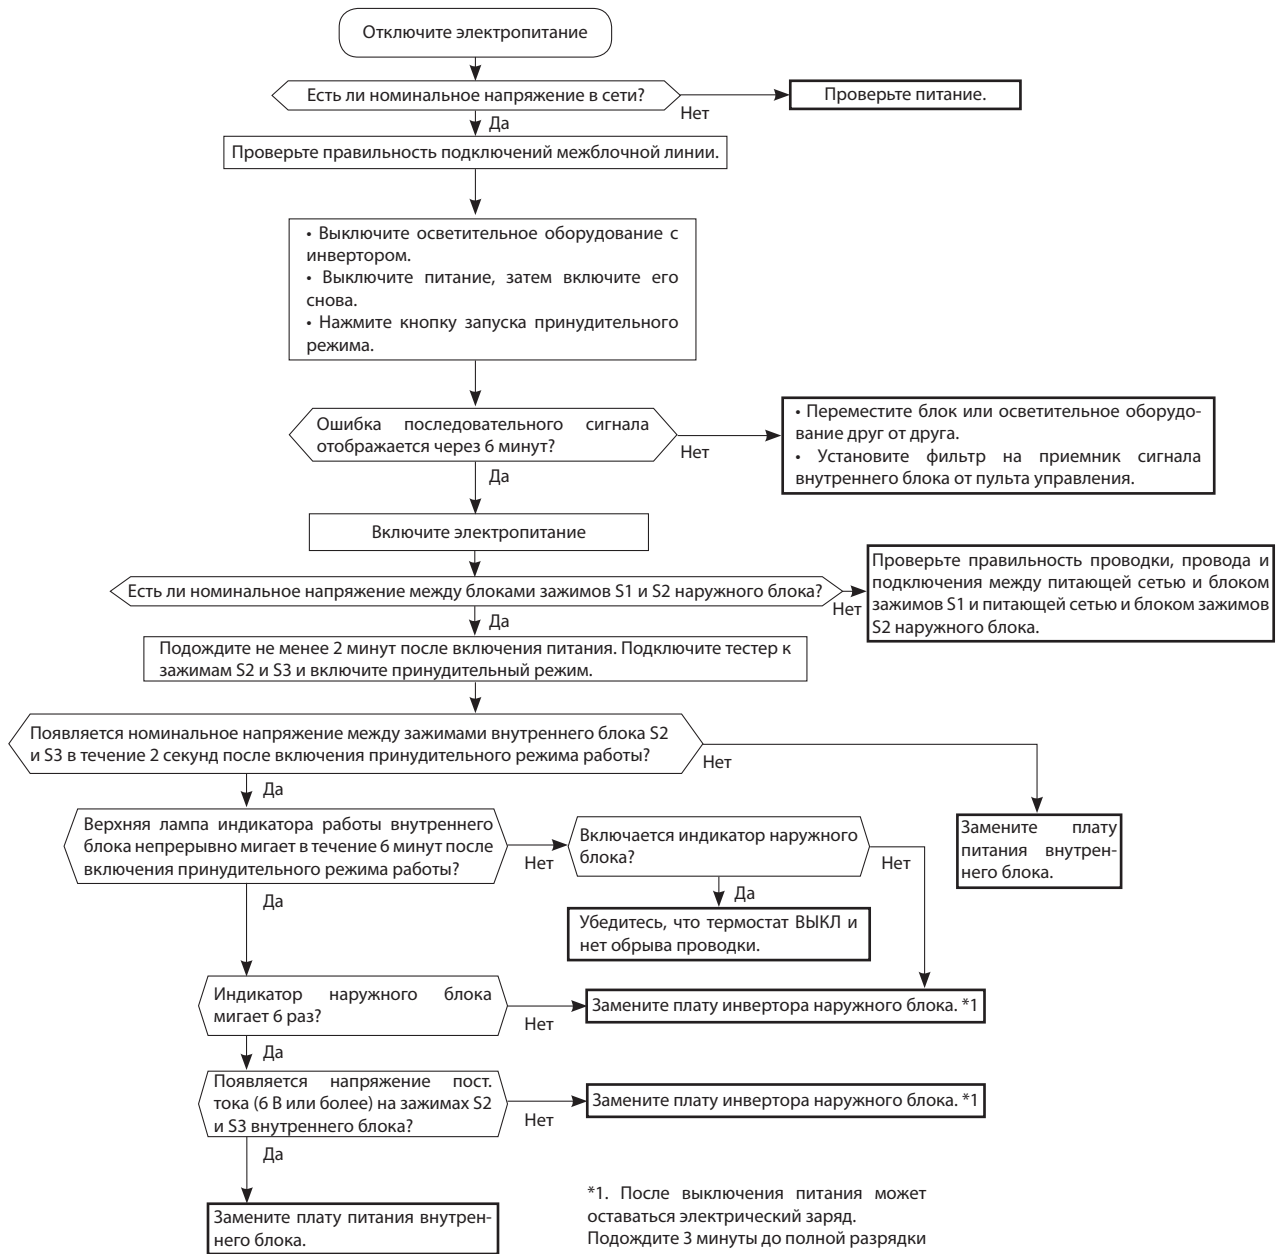 Отключите электропитание
Есть ли номинальное напряжение в сети?
Нет
Проверьте питание.
Да
Проверьте правильность подключений межблочной линии.
• Выключите осветительное оборудование с
инвертором.
• Выключите питание, затем включите его
снова.
• Нажмите кнопку запуска принудительного
режима.
Ошибка последовательного сигнала
отображается через 6 минут?
Нет
• Переместите блок или осветительное оборудо-
вание друг от друга.
• Установите фильтр на приемник сигнала
внутреннего блока от пульта управления.
Да
Включите электропитание
Есть ли номинальное напряжение между блоками зажимов S1 и S2 наружного блока?
Нет
Проверьте правильность проводки, провода и
подключения между питающей сетью и блоком
зажимов S1 и питающей сетью и блоком зажимов
S2 наружного блока.
Да
Подождите не менее 2 минут после включения питания. Подключите тестер к
зажимам S2 и S3 и включите принудительный режим.
Появляется номинальное напряжение между зажимами внутреннего блока S2
и S3 в течение 2 секунд после включения принудительного режима работы?
Нет
Да
Замените плату
питания внутрен-
него блока.
Верхняя лампа индикатора работы внутреннего
блока непрерывно мигает в течение 6 минут после
включения принудительного режима работы?
Нет
Включается индикатор наружного
блока?
Нет
Да
Убедитесь, что термостат ВЫКЛ и
нет обрыва проводки.
Да
Индикатор наружного блока
мигает 6 раз?
Нет
Замените плату инвертора наружного блока. *1
Да
Появляется напряжение пост.
тока (6 В или более) на зажимах S2
и S3 внутреннего блока?
Нет
Замените плату инвертора наружного блока. *1
Да
Замените плату питания внутрен-
него блока.
*1. После выключения питания может
оставаться электрический заряд.
Подождите 3 минуты до полной разрядки